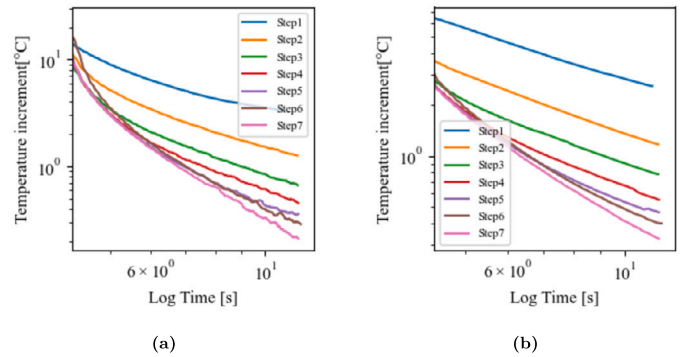 Temperature increment[°C]
10¹
10⁰
Step1
Step2
Step3
Step4
Step5
Step6
Step7
6 × 10⁰
10¹
Log Time [s]
(a)
Temperature increment[°C]
10⁰
Step1
Step2
Step3
Step4
Step5
Step6
Step7
6 × 10⁰
10¹
Log Time [s]
(b)